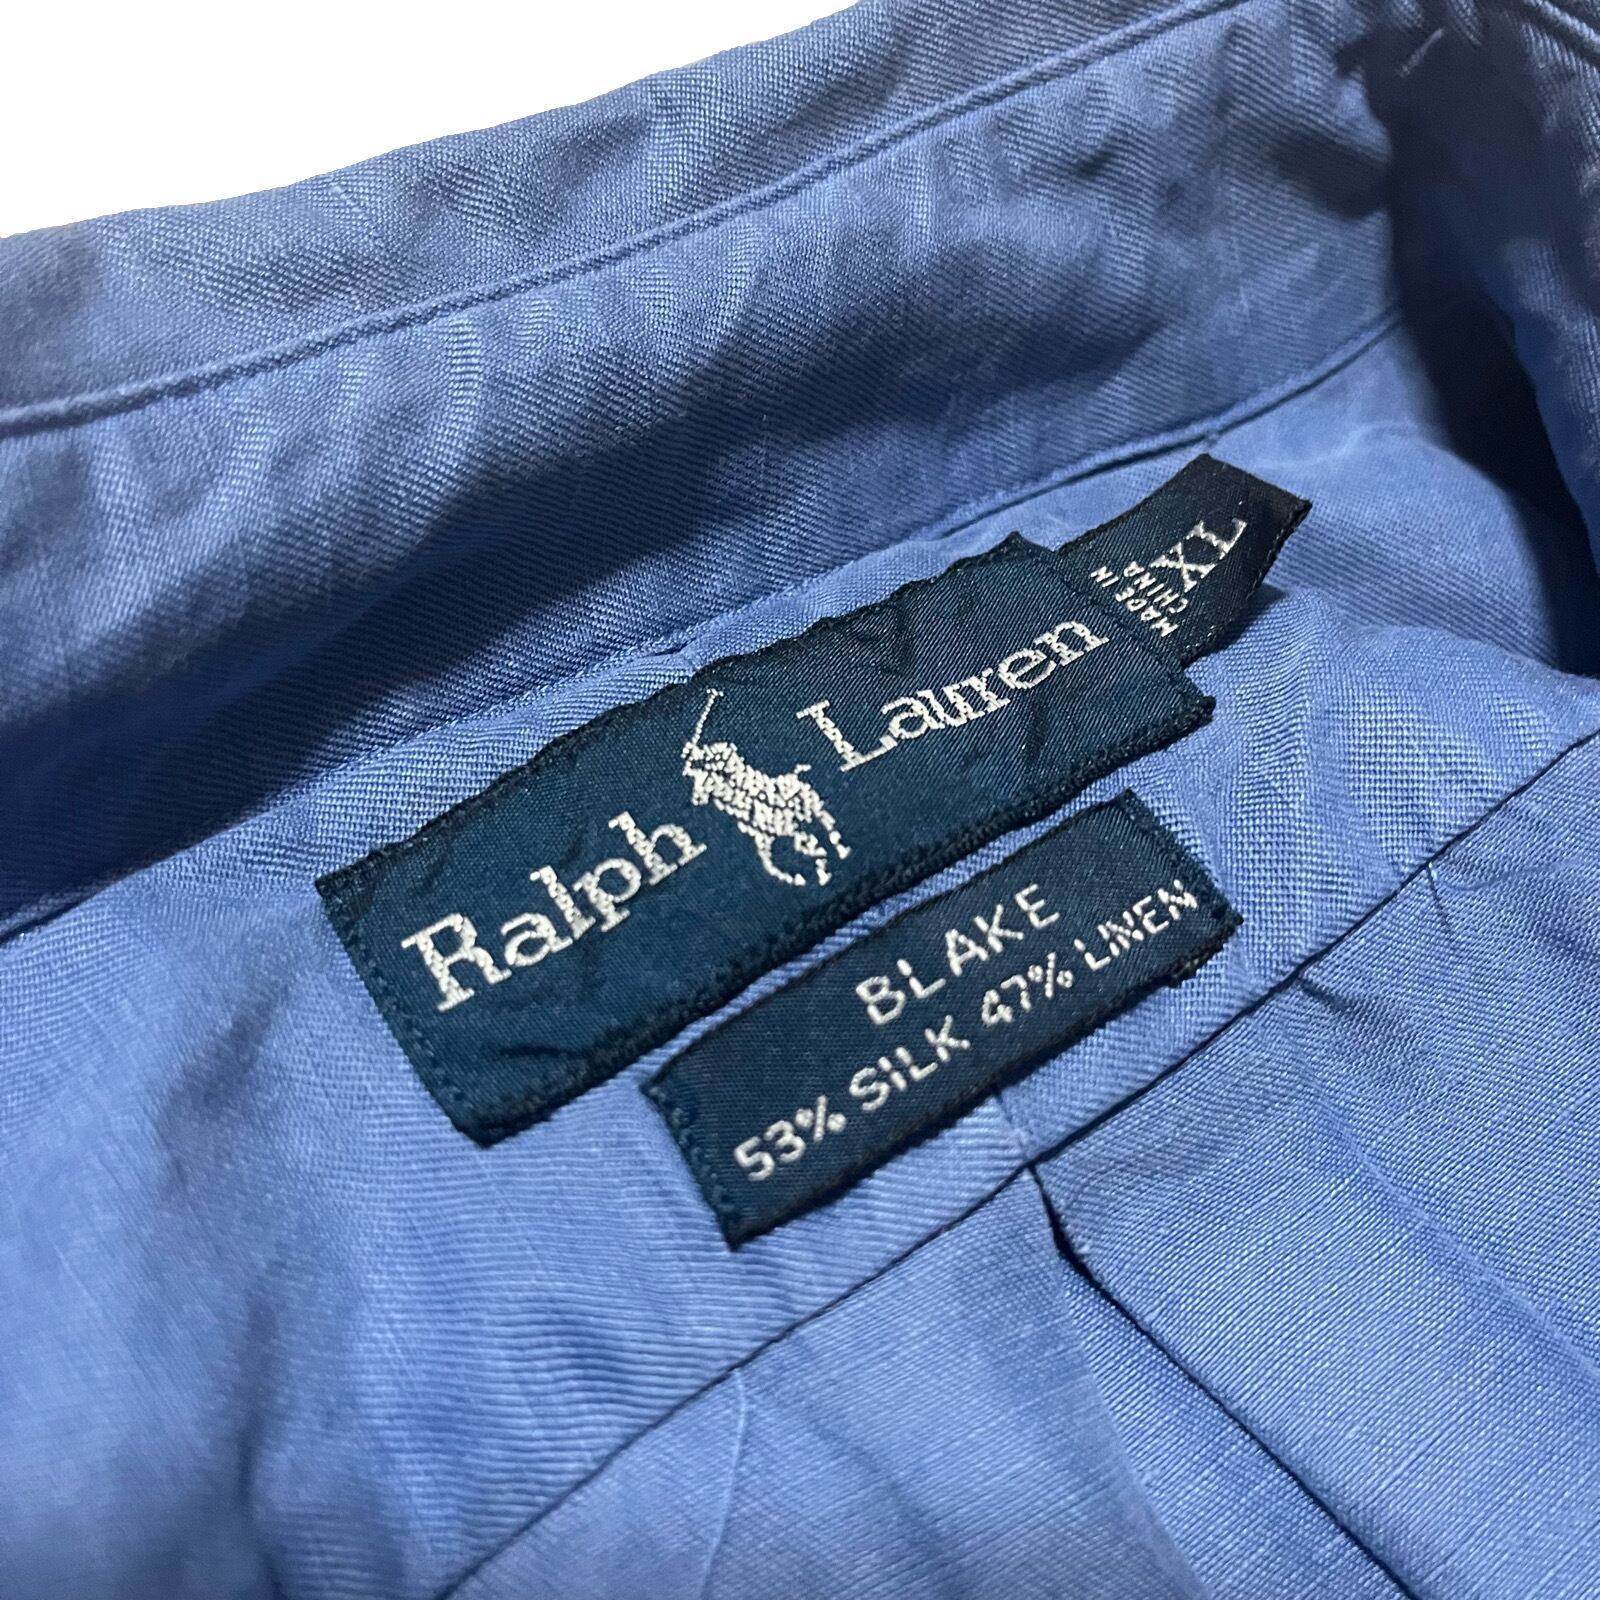 Ralph Lauren
XL
MADE IN
CHINA
BLAKE
53% SILK 47% LINEN